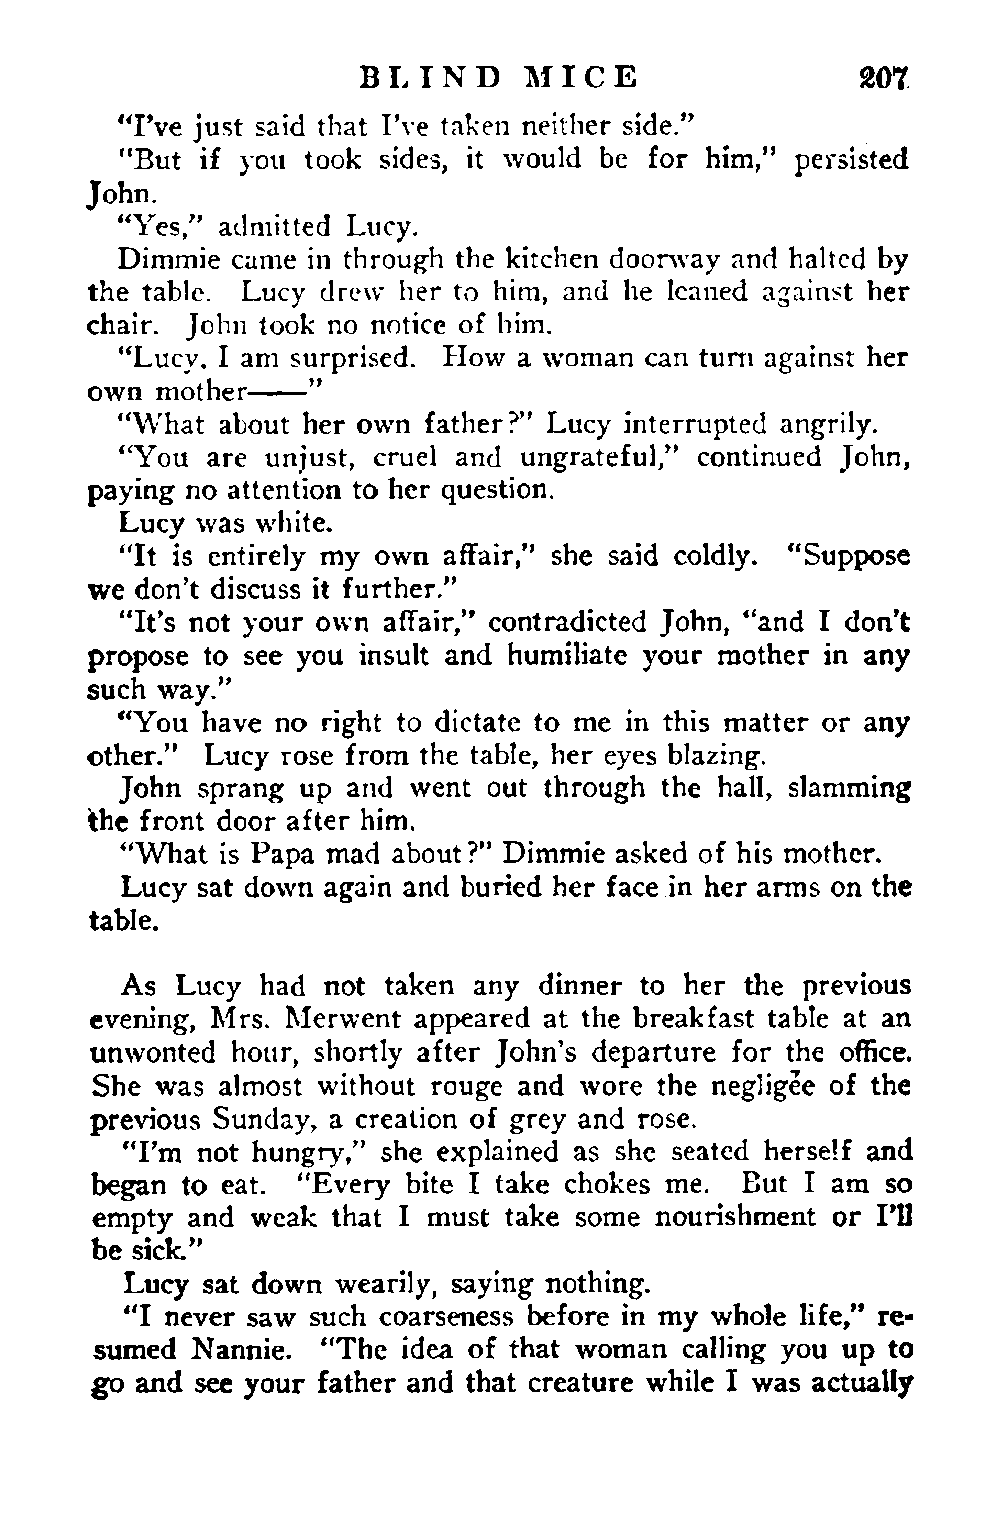 BLIND MICE 207
“I’ve just said that I’ve taken neither side.”
“But if you took sides, it would be for him,” persisted
John.
“Yes,” admitted Lucy.
Dimmie came in through the kitchen doorway and halted by
the table. Lucy drew her to him, and he leaned against her
chair. John took no notice of him.
“Lucy, I am surprised. How a woman can turn against her
own mother——”
“What about her own father?” Lucy interrupted angrily.
“You are unjust, cruel and ungrateful,” continued John,
paying no attention to her question.
Lucy was white.
“It is entirely my own affair,” she said coldly. “Suppose
we don’t discuss it further.”
“It’s not your own affair,” contradicted John, “and I don’t
propose to see you insult and humiliate your mother in any
such way.”
“You have no right to dictate to me in this matter or any
other.” Lucy rose from the table, her eyes blazing.
John sprang up and went out through the hall, slamming
the front door after him.
“What is Papa mad about?” Dimmie asked of his mother.
Lucy sat down again and buried her face in her arms on the
table.
As Lucy had not taken any dinner to her the previous
evening, Mrs. Merwent appeared at the breakfast table at an
unwonted hour, shortly after John’s departure for the office.
She was almost without rouge and wore the negligée of the
previous Sunday, a creation of grey and rose.
“I’m not hungry,” she explained as she seated herself and
began to eat. “Every bite I take chokes me. But I am so
empty and weak that I must take some nourishment or I’ll
be sick.”
Lucy sat down wearily, saying nothing.
“I never saw such coarseness before in my whole life,” re-
sumed Nannie. “The idea of that woman calling you up to
go and see your father and that creature while I was actually